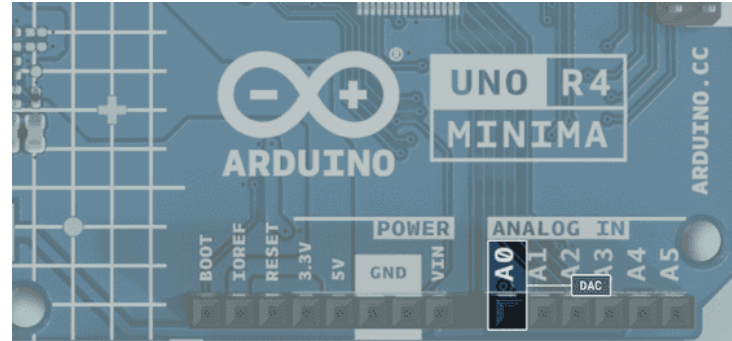 ®
UNO R4
MINIMA
ARDUINO
ARDUINO.CC
POWER
ANALOG IN
BOOT
IOREF
RESET
3.3V
5V
GND
VIN
A0
A1
A2
A3
A4
A5
DAC